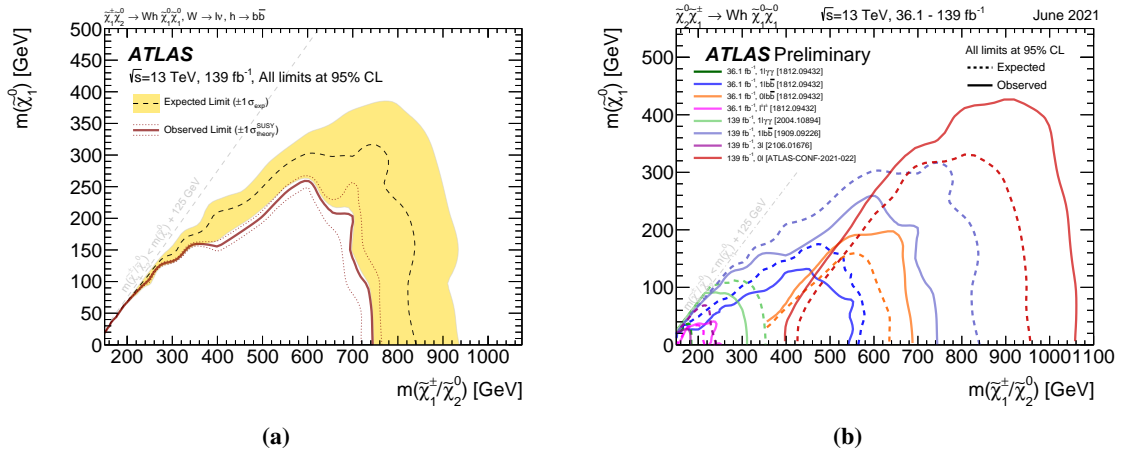 χ̃₁±χ̃₂⁰ → Wh χ̃₁⁰χ̃₁⁰, W → lν, h → bb̄
ATLAS
√s=13 TeV, 139 fb⁻¹, All limits at 95% CL
Expected Limit (±1 σexp)
Observed Limit (±1 σ SUSY theory)
m(χ̃₁±/χ̃₂⁰) < m(χ̃₁⁰) + 125 GeV
m(χ̃₁⁰) [GeV]
500
450
400
350
300
250
200
150
100
50
0
200 300 400 500 600 700 800 900 1000
m(χ̃₁±/χ̃₂⁰) [GeV]
(a)
χ̃₂⁰χ̃₁± → Wh χ̃₁⁰χ̃₁⁰ √s=13 TeV, 36.1 - 139 fb⁻¹ June 2021
ATLAS Preliminary
All limits at 95% CL
Expected
Observed
36.1 fb⁻¹, 1lγγ [1812.09432]
36.1 fb⁻¹, 1lbb̄ [1812.09432]
36.1 fb⁻¹, 0lbb̄ [1812.09432]
36.1 fb⁻¹, l±l± [1812.09432]
139 fb⁻¹, 1lγγ [2004.10894]
139 fb⁻¹, 1lbb̄ [1909.09226]
139 fb⁻¹, 3l [2106.01676]
139 fb⁻¹, 0l [ATLAS-CONF-2021-022]
m(χ̃₁±/χ̃₂⁰) < m(χ̃₁⁰) + 125 GeV
m(χ̃₁⁰) [GeV]
500
400
300
200
100
0
200 300 400 500 600 700 800 900 1000 1100
m(χ̃₁±/χ̃₂⁰) [GeV]
(b)